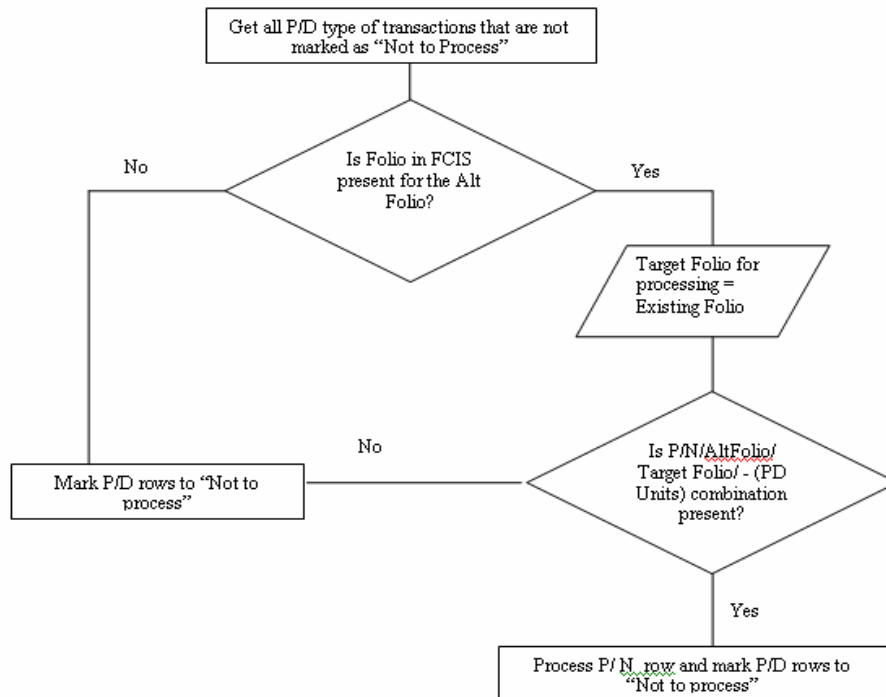 Get all P/D type of transactions that are not
marked as “Not to Process”
No
Is Folio in FCIS
present for the Alt
Folio?
Yes
Target Folio for
processing =
Existing Folio
No
Is P/N/AltFolio/
Target Folio/ - (PD
Units) combination
present?
Mark P/D rows to “Not to
process”
Yes
Process P/ N row and mark P/D rows to
“Not to process”